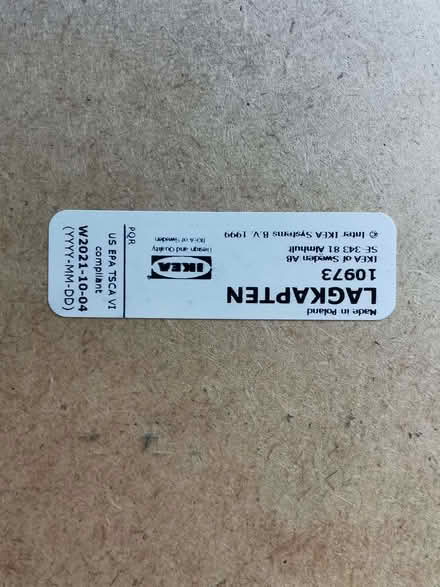 Made in Poland
LAGKAPTEN
10973
IKEA of Sweden AB
SE-343 81 Älmhult
© Inter IKEA Systems B.V. 1999
IKEA
Design and Quality
IKEA of Sweden
PQR
US EPA TSCA VI
compliant
W2021-10-04
(YYYY-MM-DD)